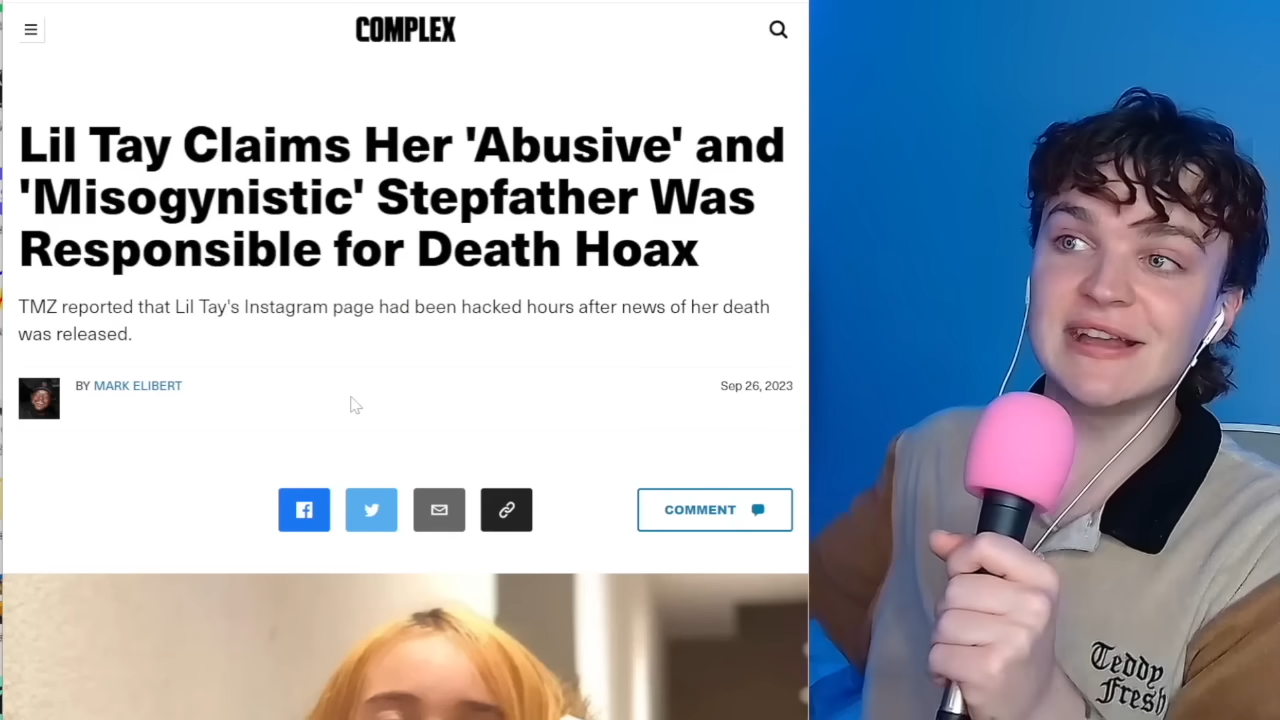 COMPLEX
Lil Tay Claims Her 'Abusive' and
'Misogynistic' Stepfather Was
Responsible for Death Hoax
TMZ reported that Lil Tay's Instagram page had been hacked hours after news of her death
was released.
BY MARK ELIBERT
Sep 26, 2023
COMMENT
Teddy
Fresh